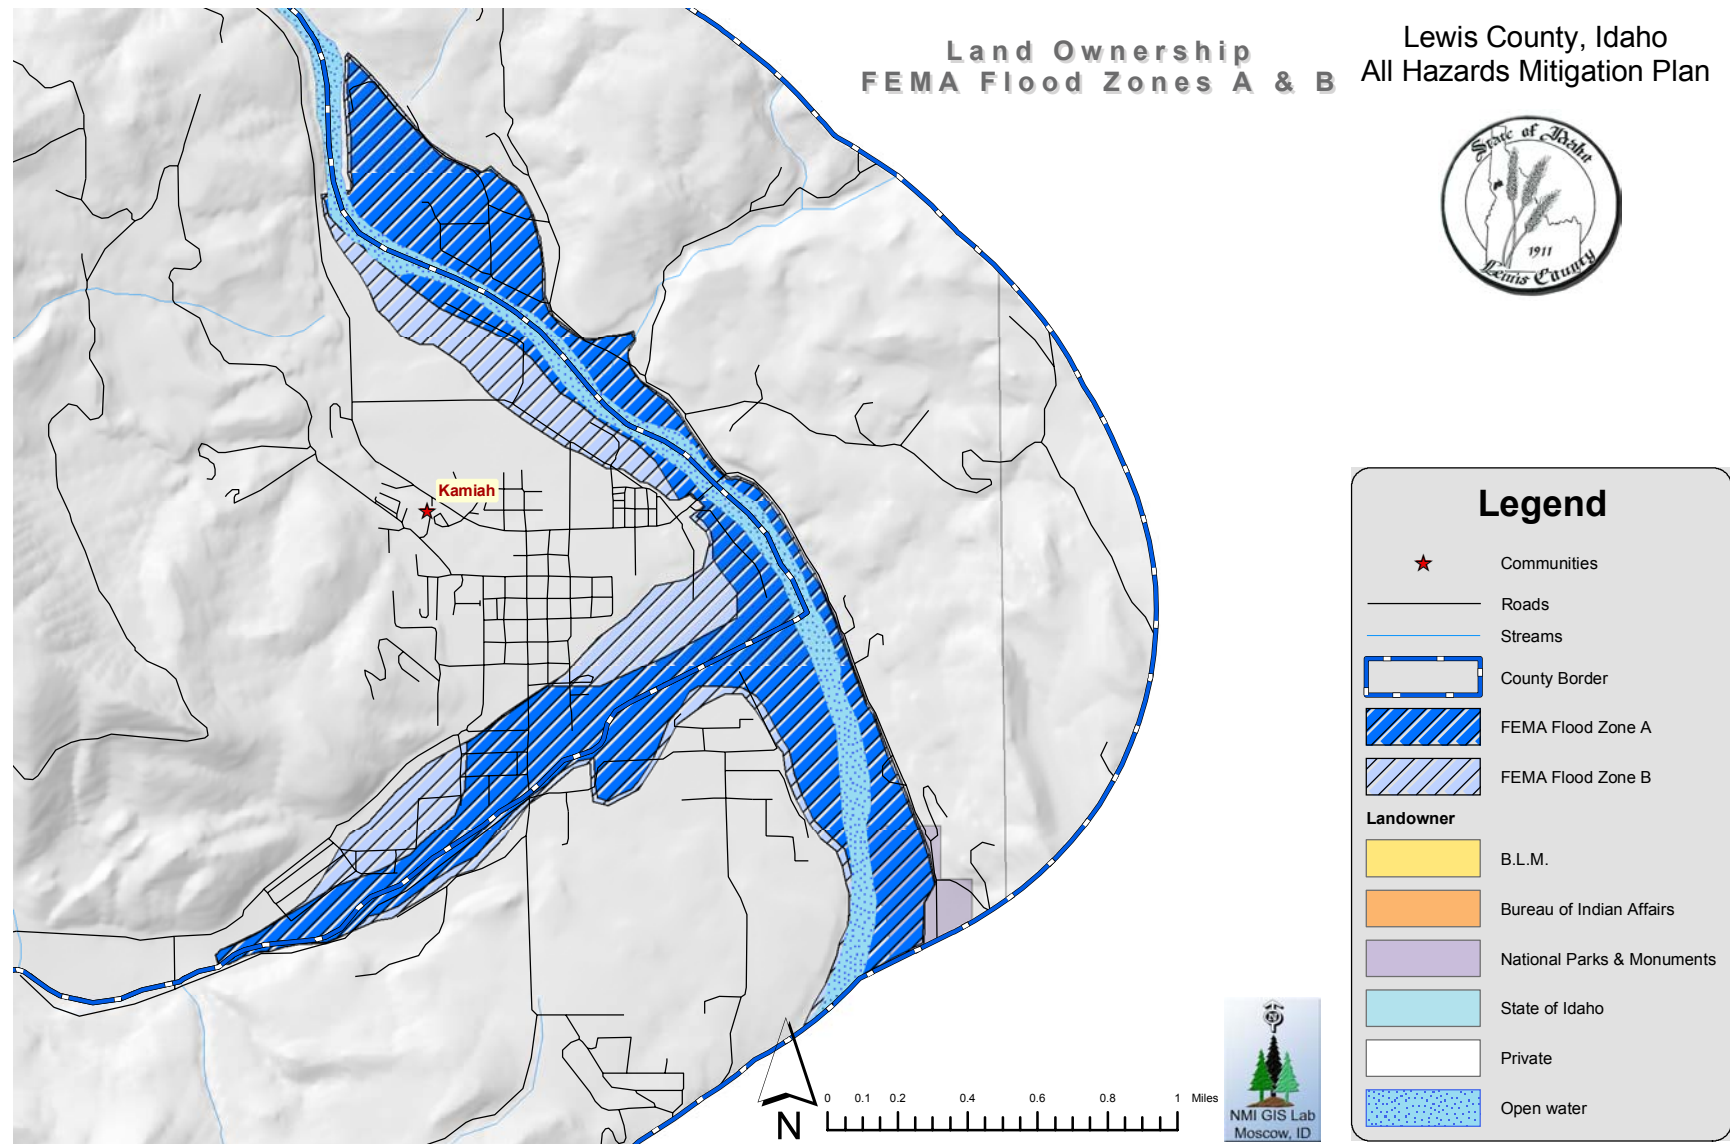 Land Ownership
FEMA Flood Zones A & B
Lewis County, Idaho
All Hazards Mitigation Plan
State of Idaho
1911
Lewis County
Kamiah
Legend
Communities
Roads
Streams
County Border
FEMA Flood Zone A
FEMA Flood Zone B
Landowner
B.L.M.
Bureau of Indian Affairs
National Parks & Monuments
State of Idaho
Private
Open water
N
0 0.1 0.2 0.4 0.6 0.8 1 Miles
N
NMI GIS Lab
Moscow, ID